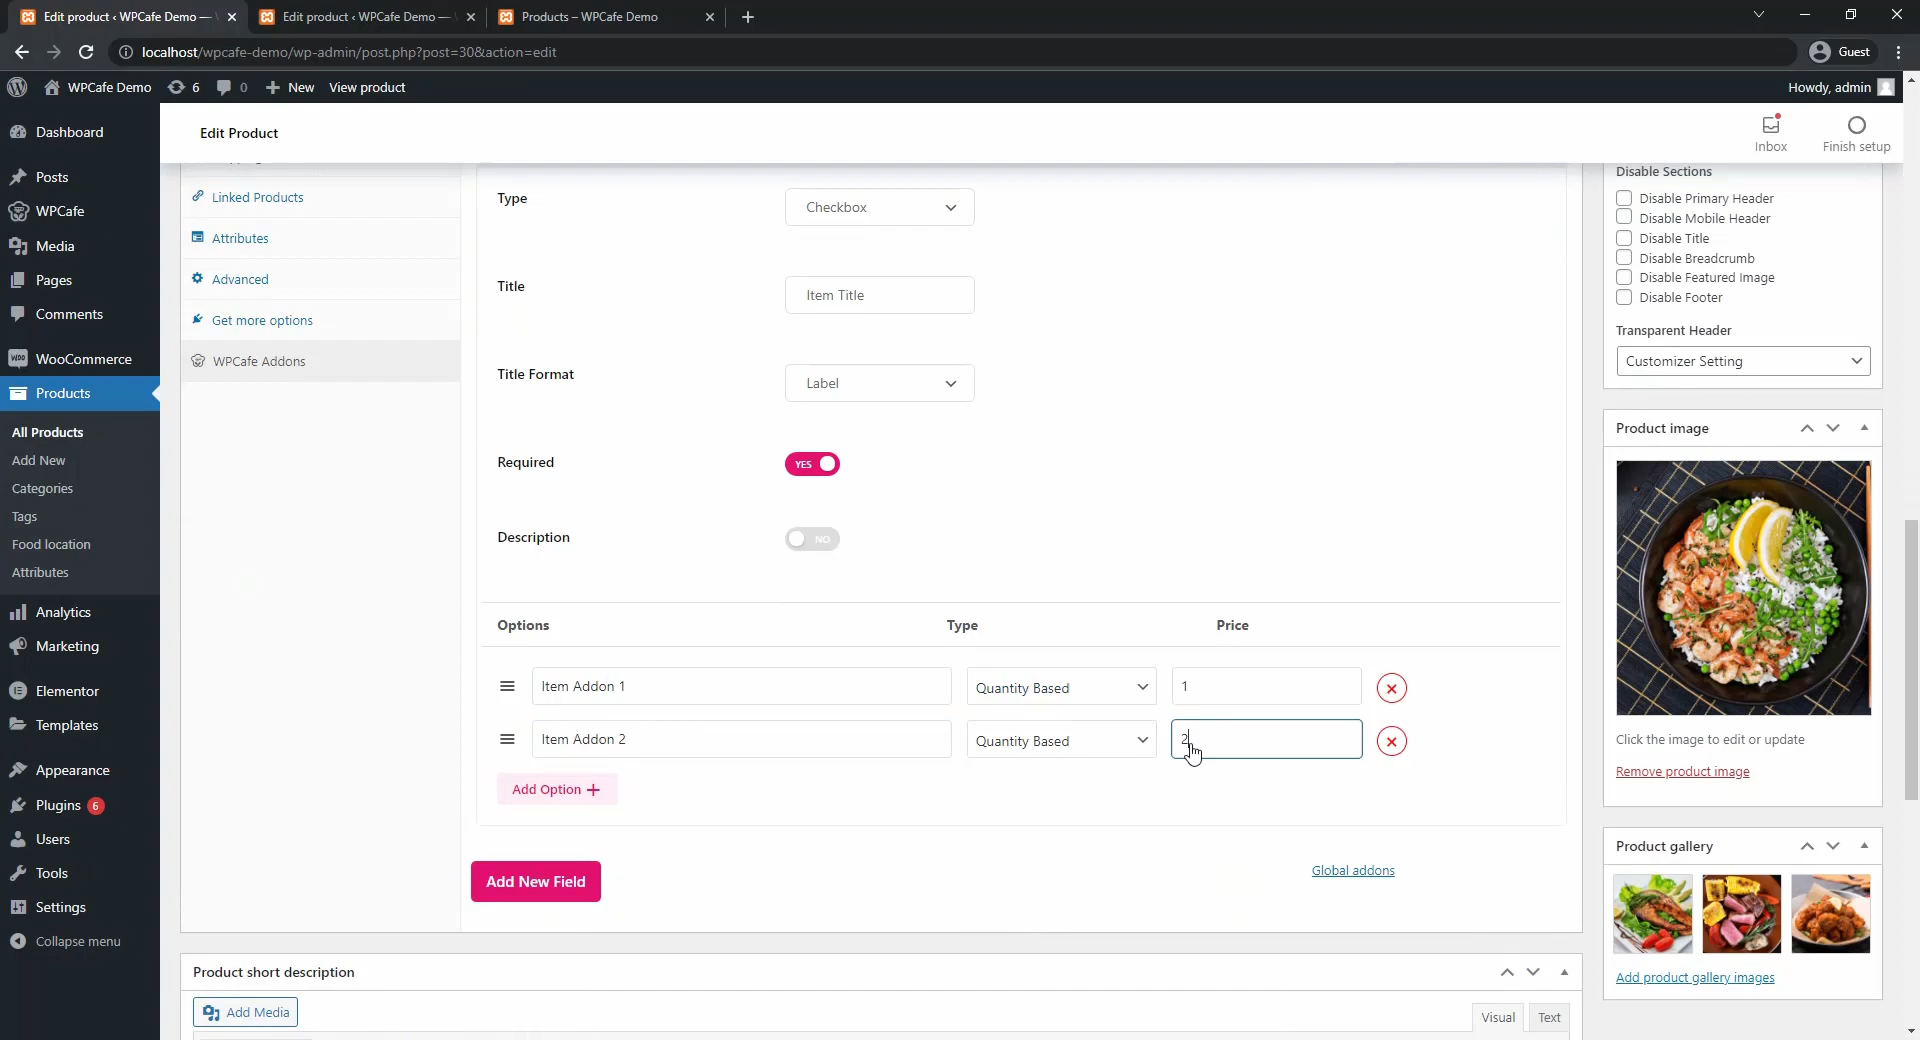 Edit product ‹ WPCafe Demo —
Edit product ‹ WPCafe Demo —
Products – WPCafe Demo
localhost/wpcafe-demo/wp-admin/post.php?post=30&action=edit
Guest
WPCafe Demo
6
0
New
View product
Howdy, admin
Dashboard
Posts
WPCafe
Media
Pages
Comments
WooCommerce
Products
All Products
Add New
Categories
Tags
Food location
Attributes
Analytics
Marketing
Elementor
Templates
Appearance
Plugins 6
Users
Tools
Settings
Collapse menu
Edit Product
Inbox
Finish setup
Linked Products
Attributes
Advanced
Get more options
WPCafe Addons
Type
Checkbox
Title
Item Title
Title Format
Label
Required
YES
Description
NO
Options Type Price
Item Addon 1 Quantity Based 1
Item Addon 2 Quantity Based 2
Add Option +
Add New Field
Global addons
Product short description
Add Media
Visual Text
Disable Sections
Disable Primary Header
Disable Mobile Header
Disable Title
Disable Breadcrumb
Disable Featured Image
Disable Footer
Transparent Header
Customizer Setting
Product image
Click the image to edit or update
Remove product image
Product gallery
Add product gallery images